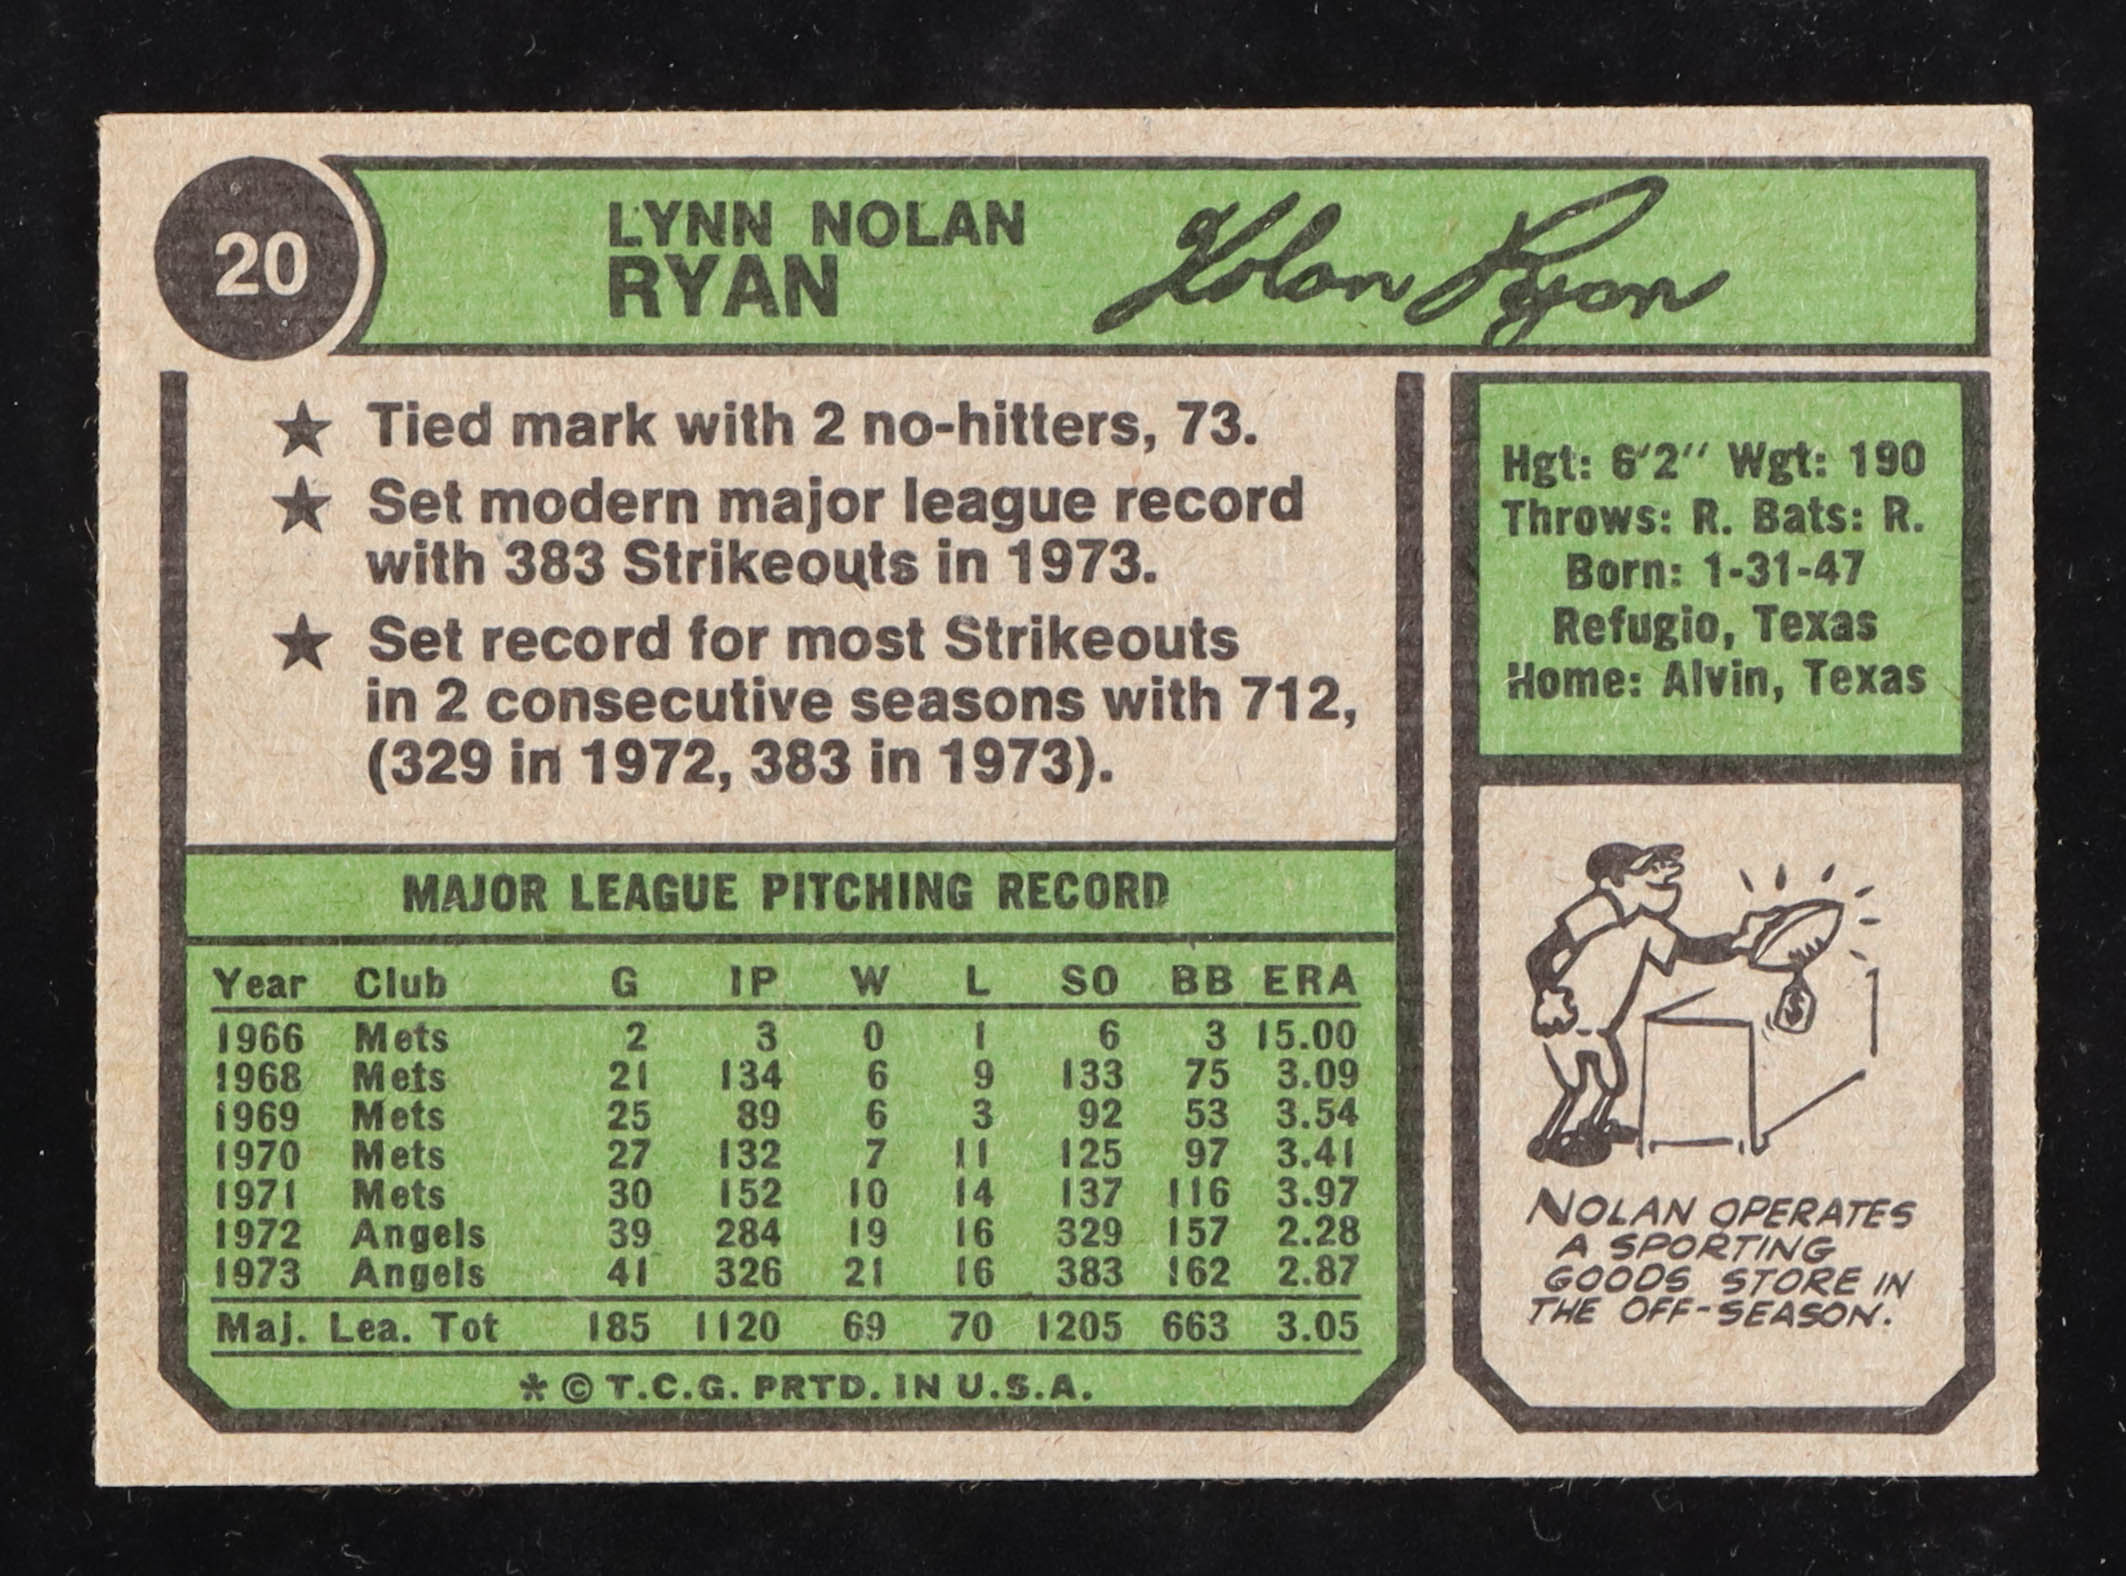 20
LYNN NOLAN
RYAN
Nolan Ryan
★ Tied mark with 2 no-hitters, 73.
★ Set modern major league record
with 383 Strikeouts in 1973.
★ Set record for most Strikeouts
in 2 consecutive seasons with 712,
(329 in 1972, 383 in 1973).
MAJOR LEAGUE PITCHING RECORD
Year Club G IP W L SO BB ERA
1966 Mets 2 3 0 1 6 3 15.00
1968 Mets 21 134 6 9 133 75 3.09
1969 Mets 25 89 6 3 92 53 3.54
1970 Mets 27 132 7 11 125 97 3.41
1971 Mets 30 152 10 14 137 116 3.97
1972 Angels 39 284 19 16 329 157 2.28
1973 Angels 41 326 21 16 383 162 2.87
Maj. Lea. Tot 185 1120 69 70 1205 663 3.05
* © T.C.G. PRTD. IN U.S.A.
Hgt: 6'2" Wgt: 190
Throws: R. Bats: R.
Born: 1-31-47
Refugio, Texas
Home: Alvin, Texas
$
NOLAN OPERATES
A SPORTING
GOODS STORE IN
THE OFF-SEASON.